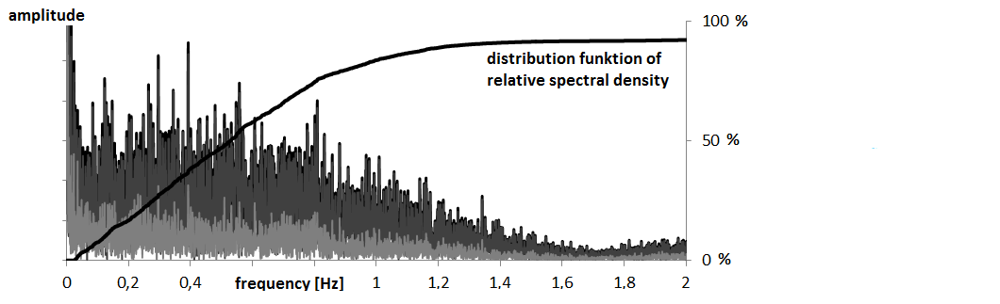 amplitude
100 %
distribution funktion of
relative spectral density
50 %
0 %
0 0,2 0,4 frequency [Hz] 1 1,2 1,4 1,6 1,8 2